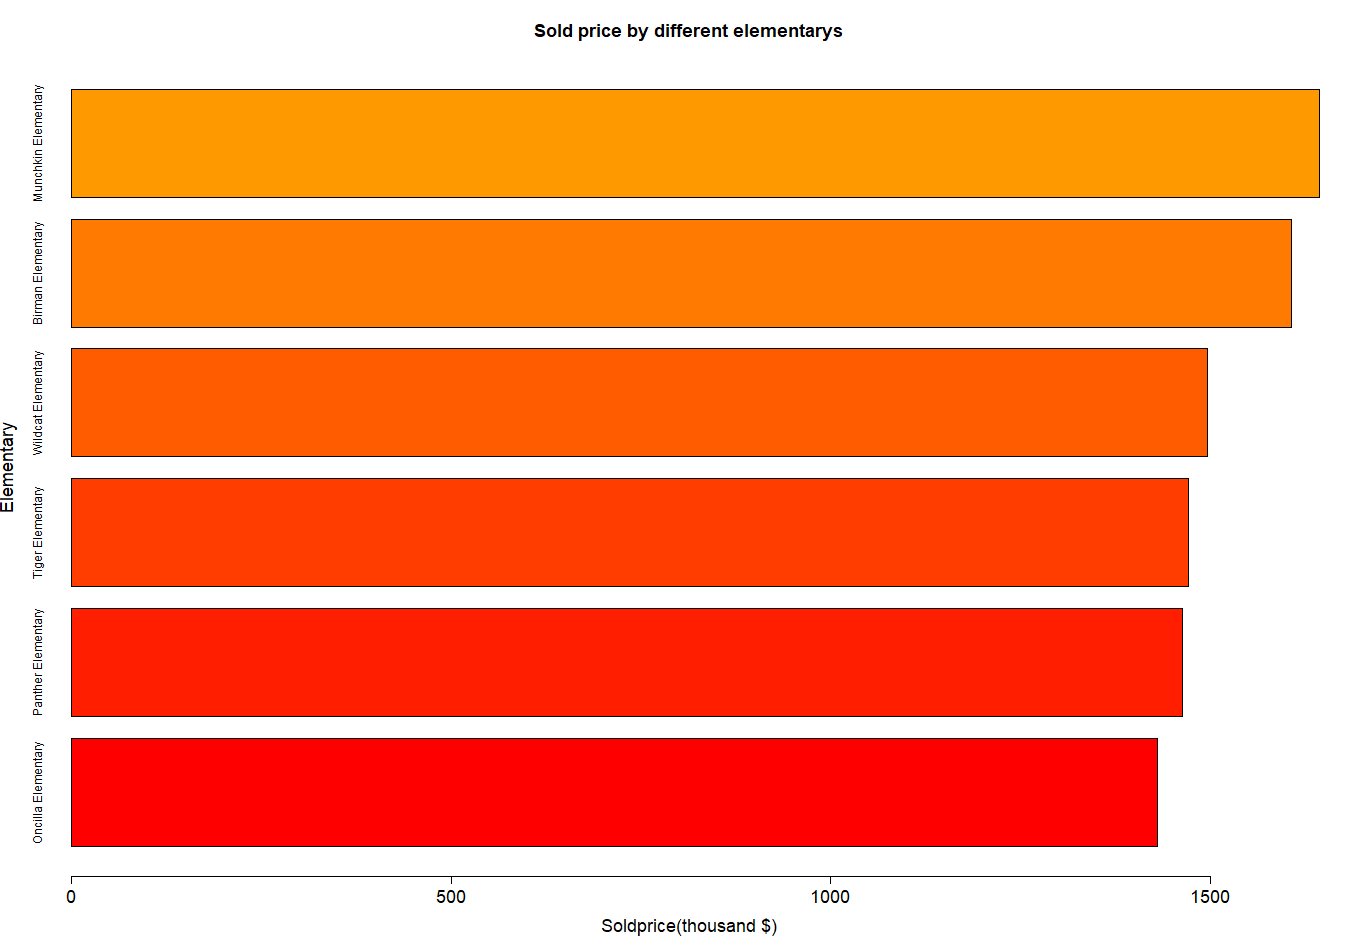 Sold price by different elementarys
Elementary
Munchkin Elementary
Birman Elementary
Wildcat Elementary
Tiger Elementary
Panther Elementary
Oncilla Elementary
0 500 1000 1500
Soldprice(thousand $)